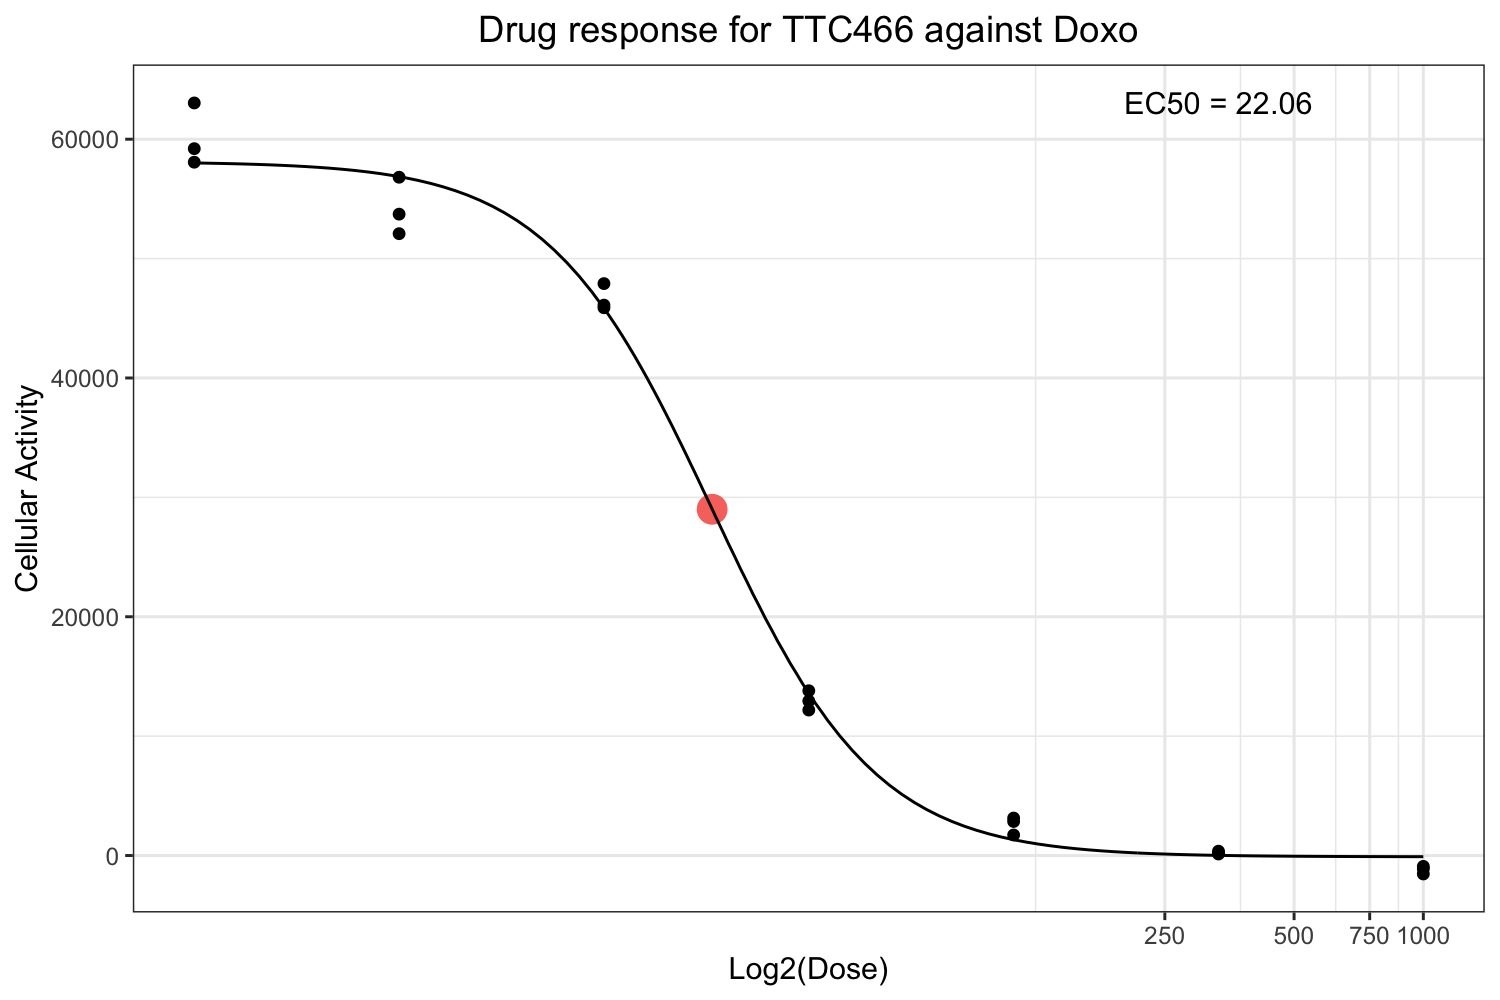 Drug response for TTC466 against Doxo
EC50 = 22.06
Cellular Activity
60000
40000
20000
0
250 500 750 1000
Log2(Dose)